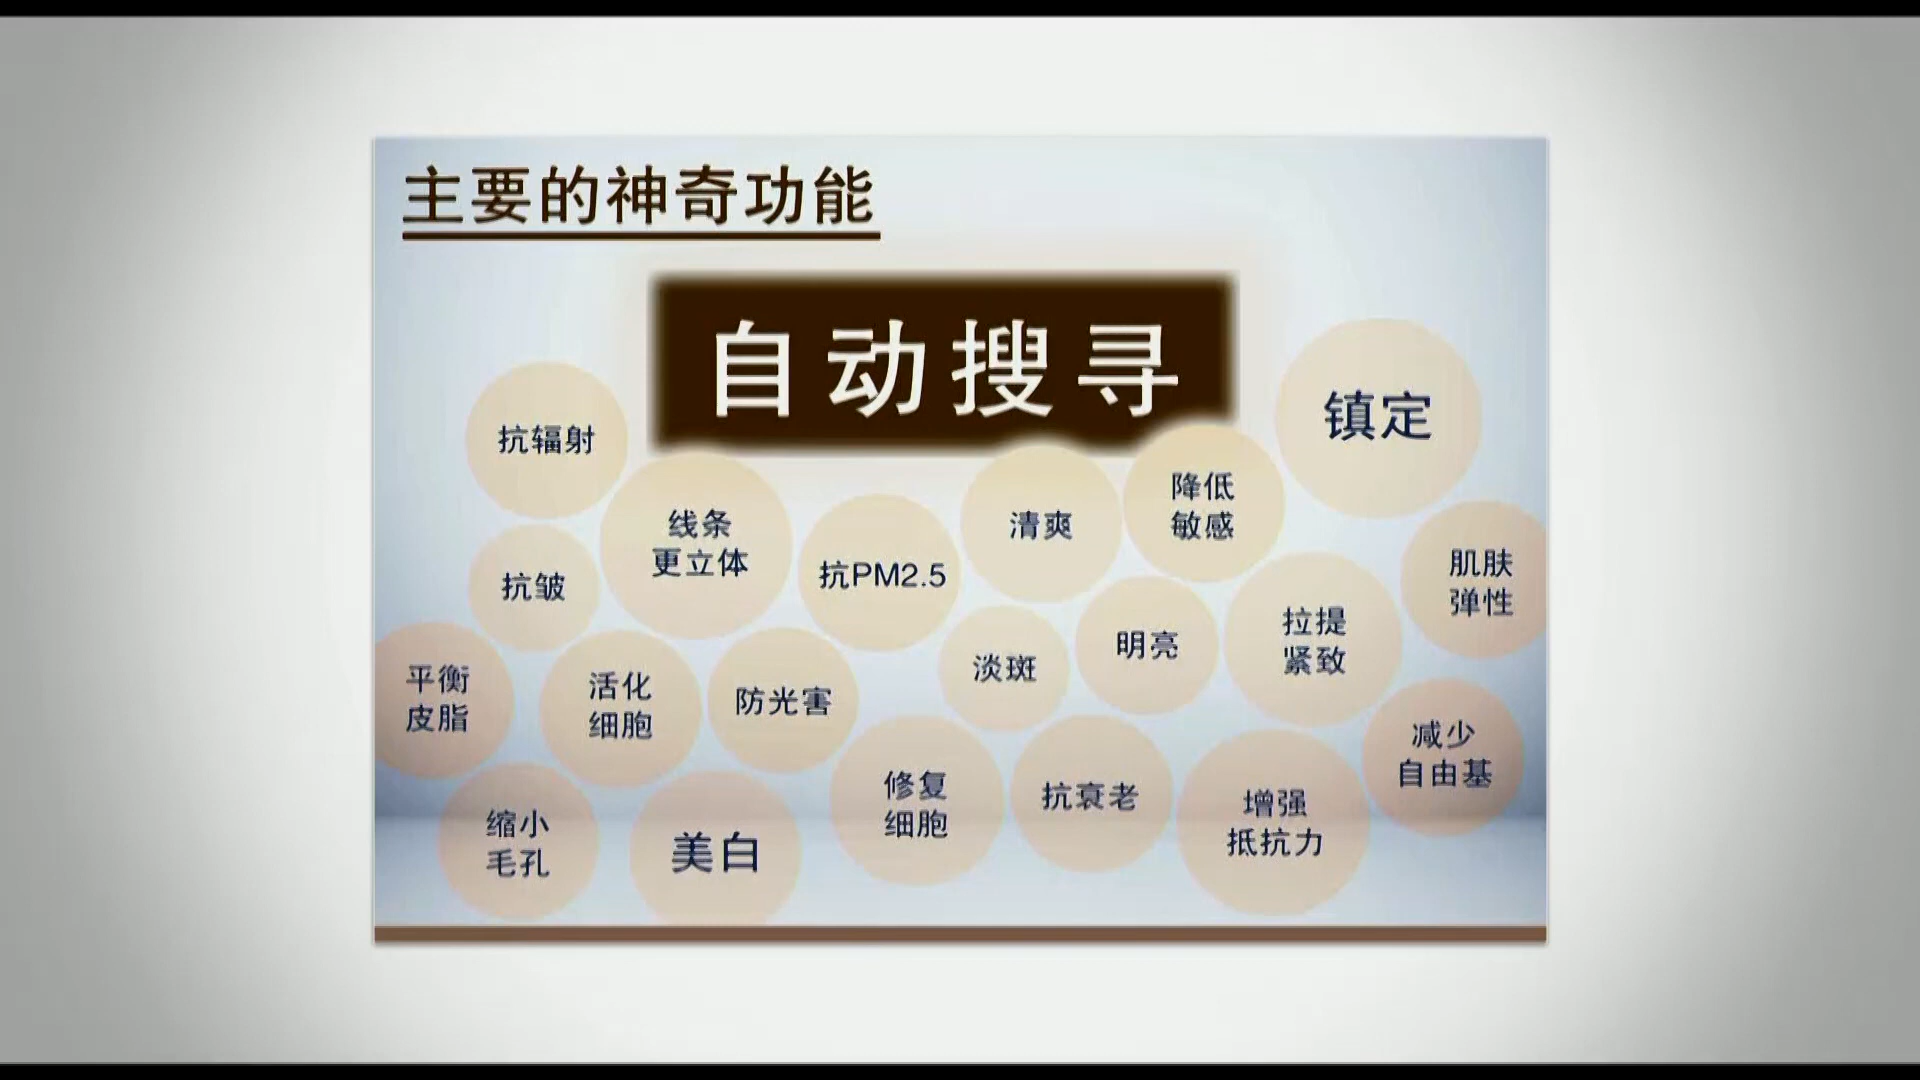 主要的神奇功能
自动搜寻
抗辐射
镇定
线条
更立体
抗PM2.5
清爽
降低
敏感
抗皱
肌肤
弹性
平衡
皮脂
活化
细胞
防光害
淡斑
明亮
拉提
紧致
缩小
毛孔
美白
修复
细胞
抗衰老
增强
抵抗力
减少
自由基